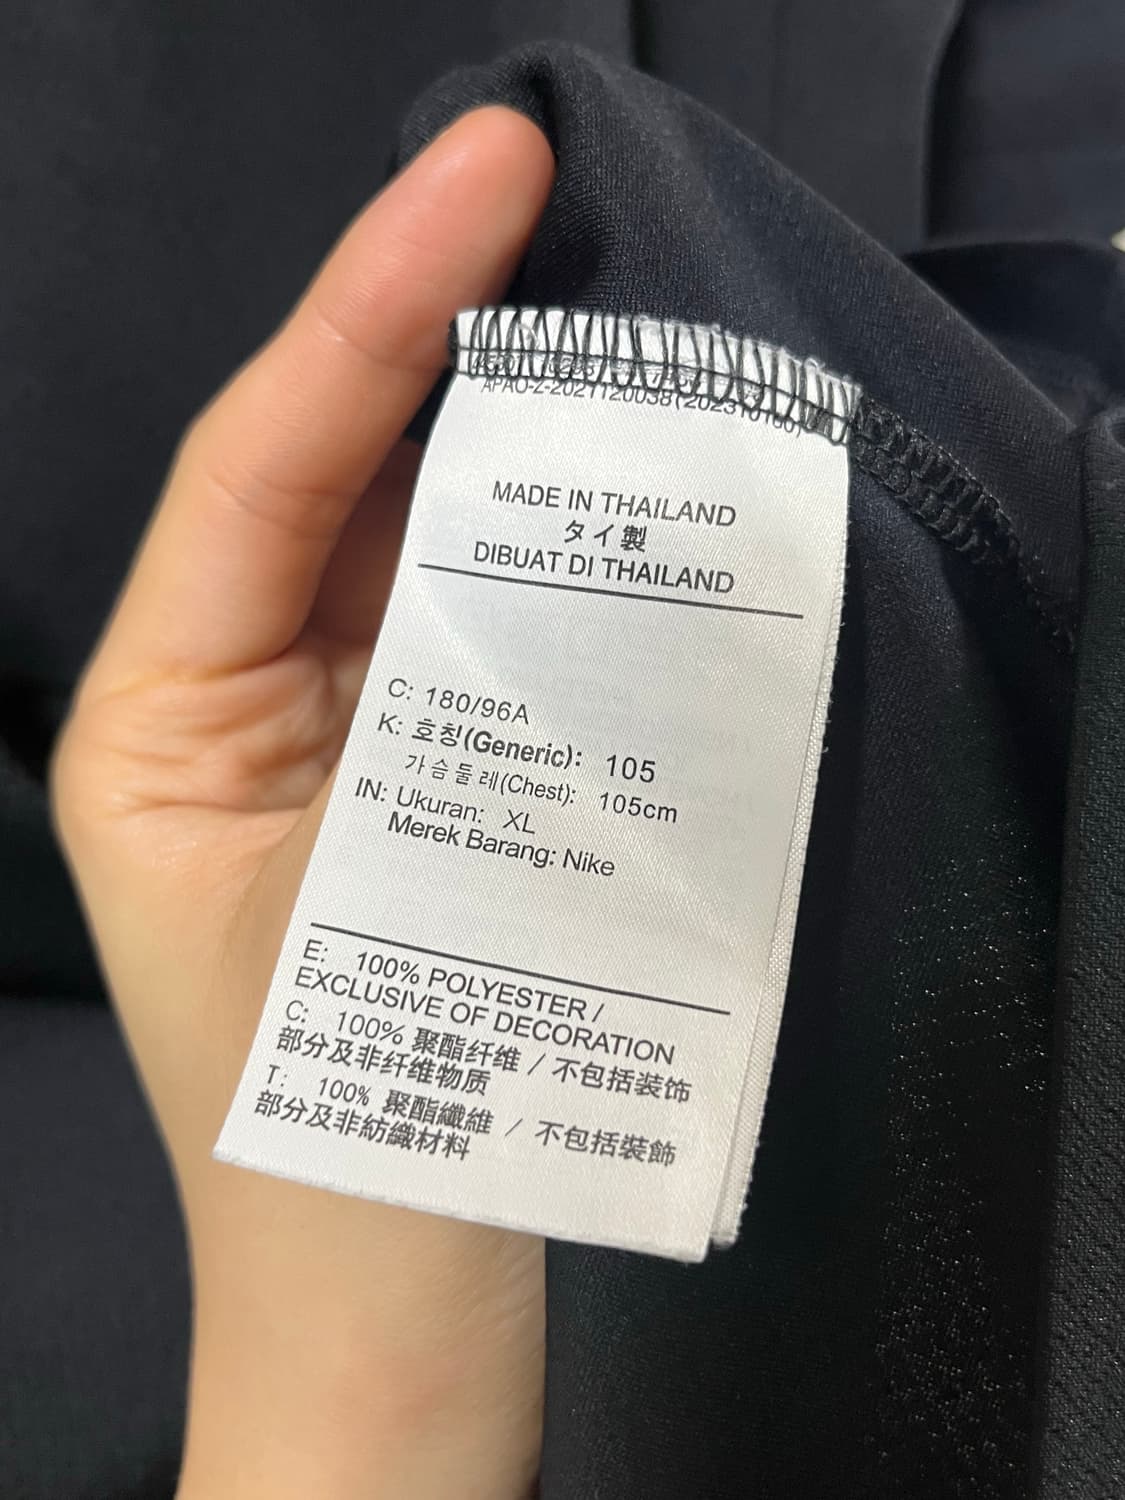 APAO-Z-2021120038(202310160)
MADE IN THAILAND
タイ製
DIBUAT DI THAILAND
C: 180/96A
K: 호칭(Generic): 105
가슴둘레(Chest): 105cm
IN: Ukuran: XL
Merek Barang: Nike
E: 100% POLYESTER /
EXCLUSIVE OF DECORATION
C: 100% 聚酯纤维 / 不包括装饰
部分及非纤维物质
T: 100% 聚酯纖維 / 不包括裝飾
部分及非紡織材料